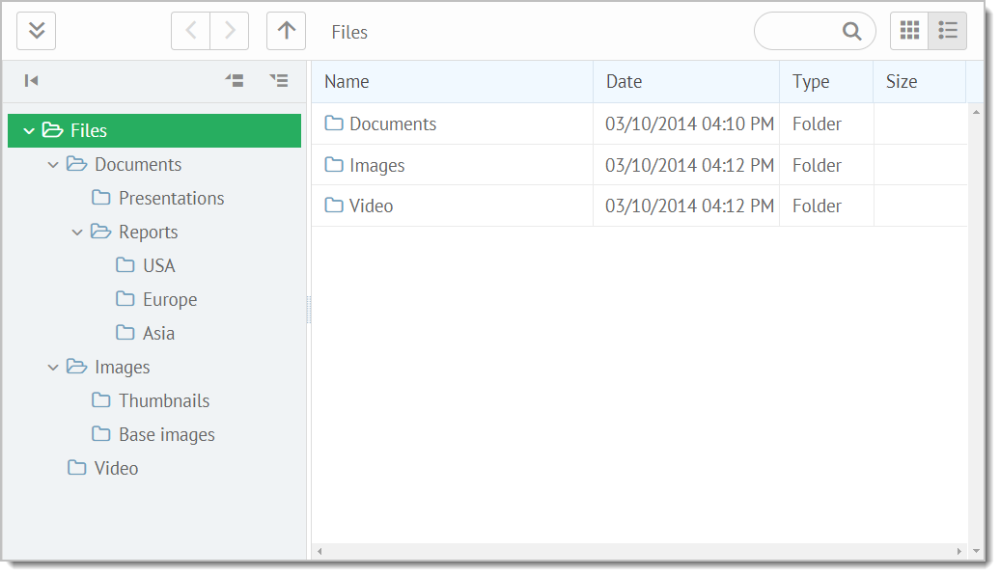 Files
Name Date Type Size
Files
Documents
Presentations
Reports
USA
Europe
Asia
Images
Thumbnails
Base images
Video
Documents 03/10/2014 04:10 PM Folder
Images 03/10/2014 04:12 PM Folder
Video 03/10/2014 04:12 PM Folder